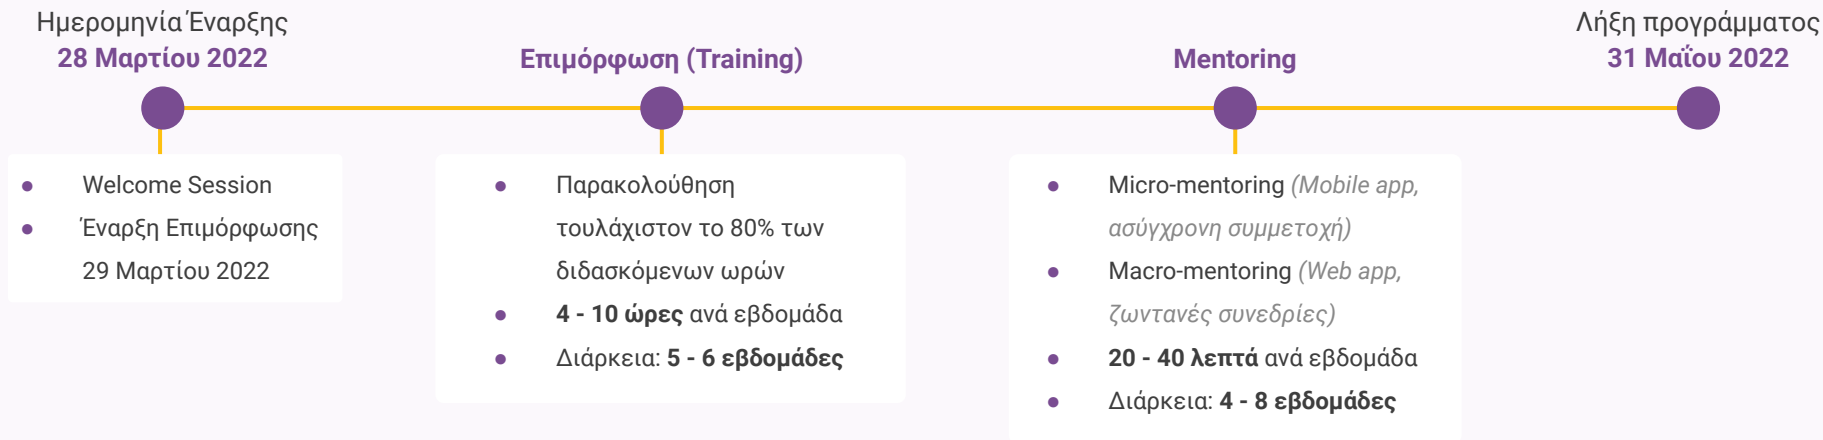 Ημερομηνία Έναρξης
28 Μαρτίου 2022
Welcome Session
Έναρξη Επιμόρφωσης
29 Μαρτίου 2022
Επιμόρφωση (Training)
Παρακολούθηση
τουλάχιστον το 80% των
διδασκόμενων ωρών
4 - 10 ώρες ανά εβδομάδα
Διάρκεια: 5 - 6 εβδομάδες
Mentoring
Micro-mentoring (Mobile app,
ασύγχρονη συμμετοχή)
Macro-mentoring (Web app,
ζωντανές συνεδρίες)
20 - 40 λεπτά ανά εβδομάδα
Διάρκεια: 4 - 8 εβδομάδες
Λήξη προγράμματος
31 Μαΐου 2022